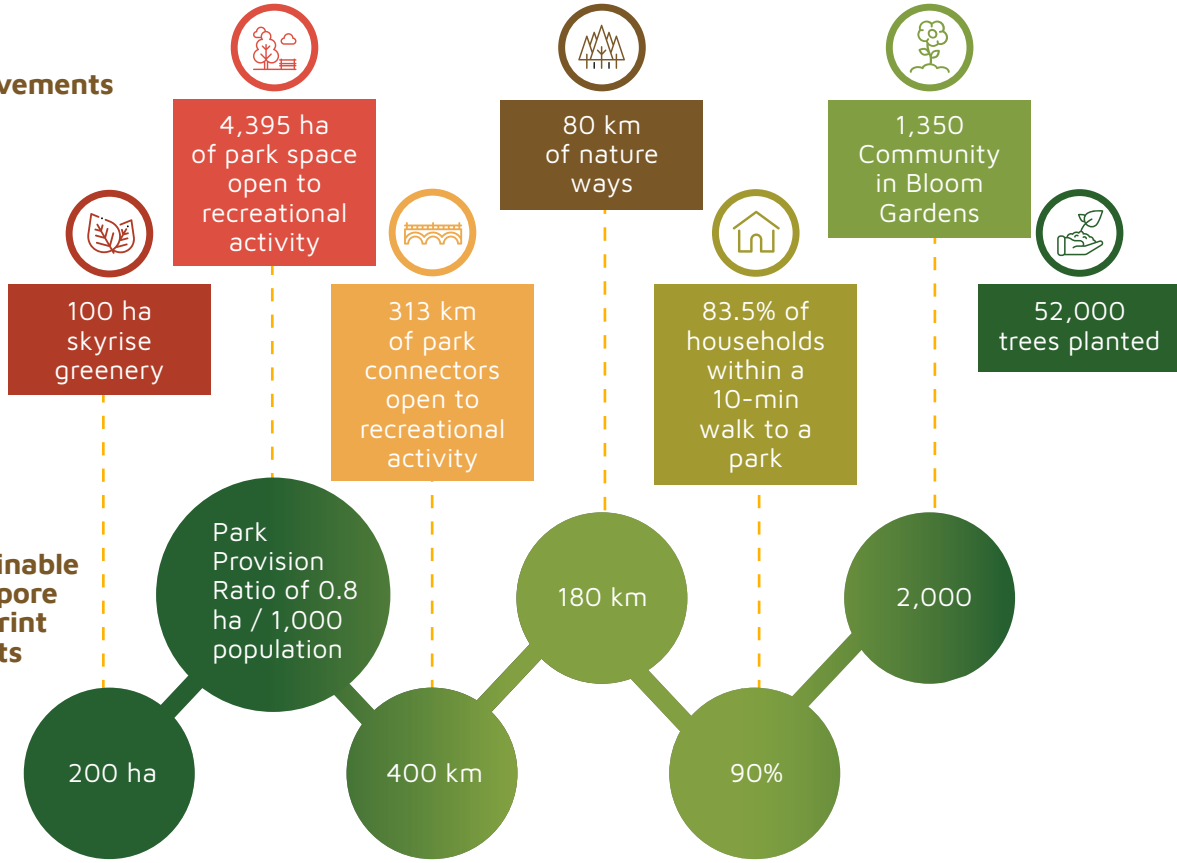 vements
4,395 ha
of park space
open to
recreational
activity
80 km
of nature
ways
1,350
Community
in Bloom
Gardens
100 ha
skyrise
greenery
313 km
of park
connectors
open to
recreational
activity
83.5% of
households
within a
10-min
walk to a
park
52,000
trees planted
inable
pore
rint
ts
Park
Provision
Ratio of 0.8
ha / 1,000
population
180 km
2,000
200 ha
400 km
90%